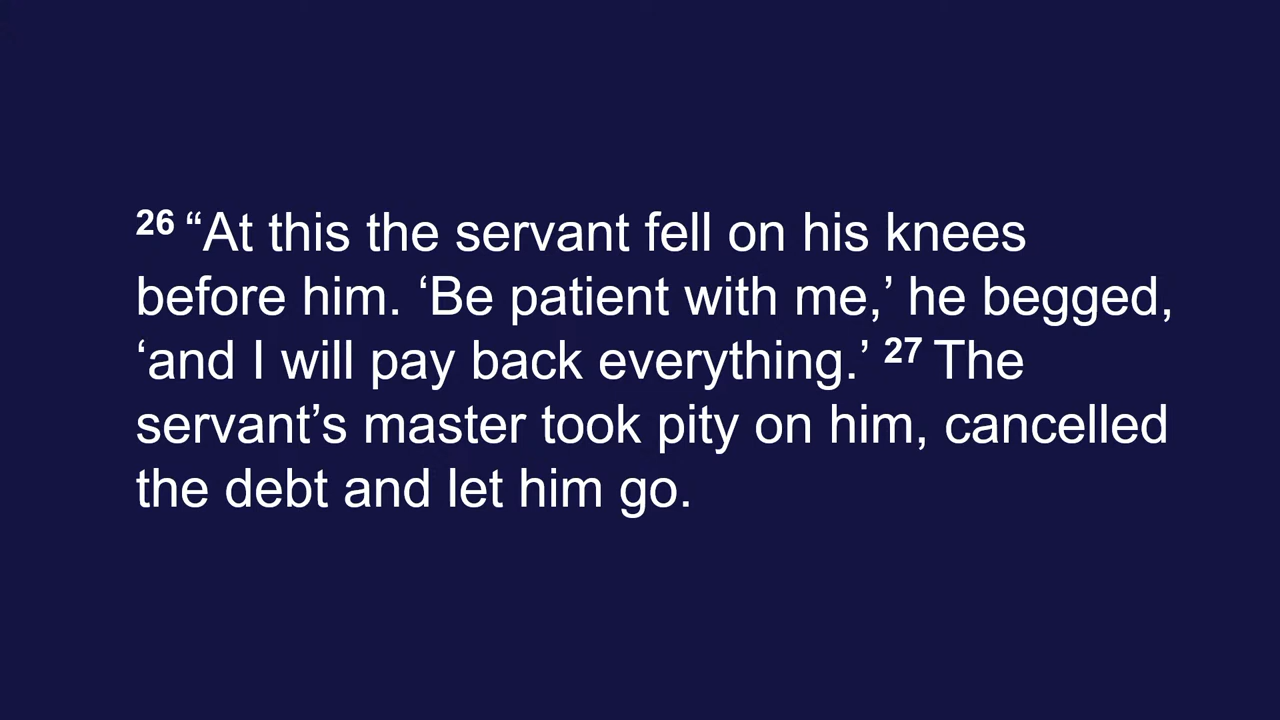 26 “At this the servant fell on his knees
before him. ‘Be patient with me,’ he begged,
‘and I will pay back everything.’ 27 The
servant’s master took pity on him, cancelled
the debt and let him go.